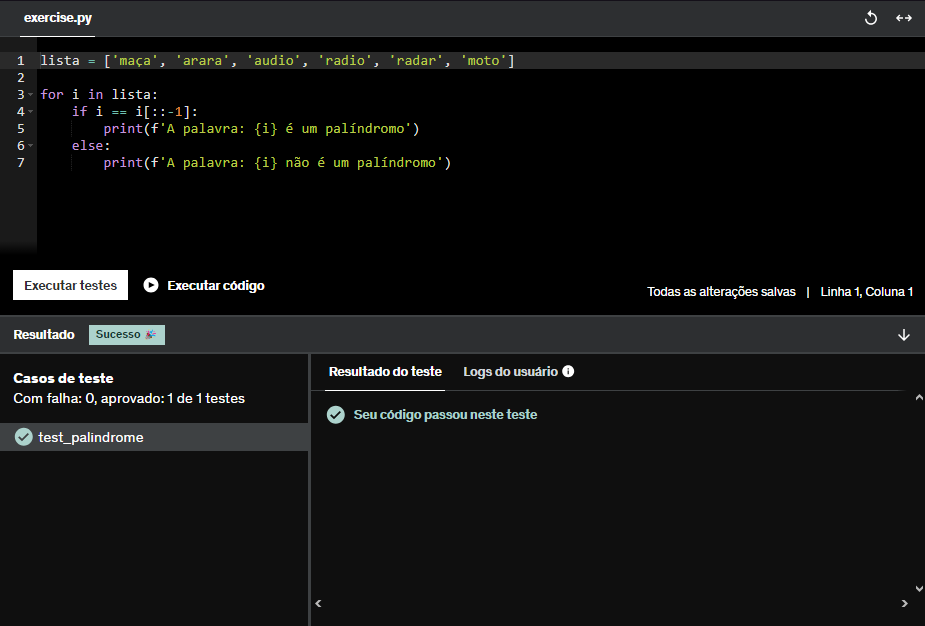 exercise.py
1 lista = ['maça', 'arara', 'audio', 'radio', 'radar', 'moto']
2
3 for i in lista:
4     if i == i[::-1]:
5         print(f'A palavra: {i} é um palíndromo')
6     else:
7         print(f'A palavra: {i} não é um palíndromo')
Executar testes Executar código
Todas as alterações salvas | Linha 1, Coluna 1
Resultado Sucesso 🎉
Casos de teste
Com falha: 0, aprovado: 1 de 1 testes
test_palindrome
Resultado do teste Logs do usuário
Seu código passou neste teste